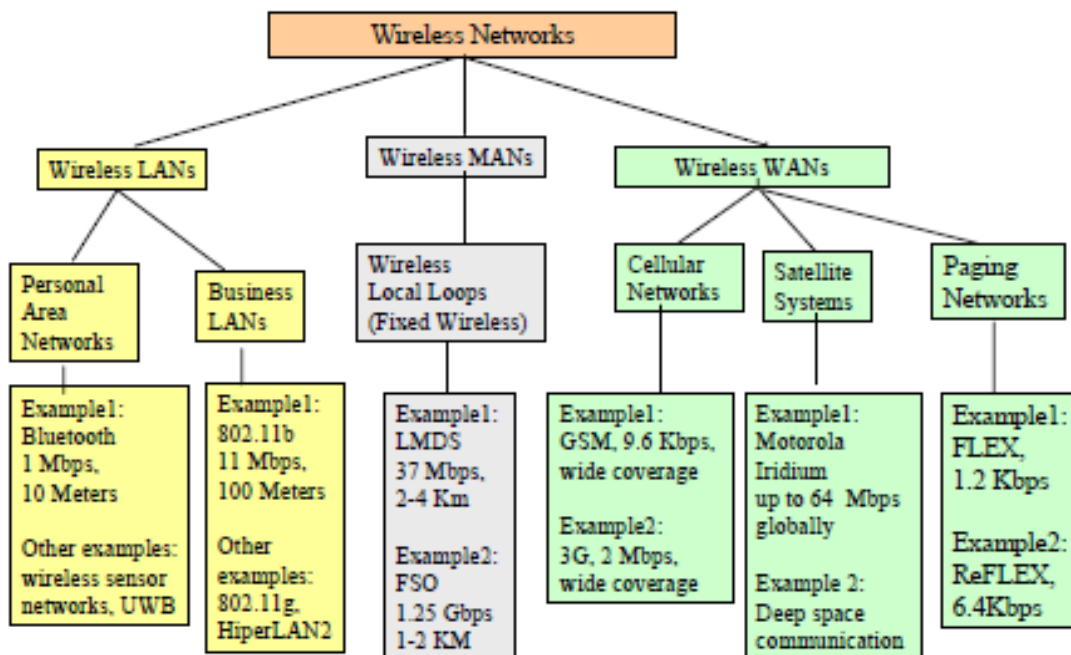 Wireless Networks
Wireless LANs
Wireless MANs
Wireless WANs
Personal
Area
Networks
Business
LANs
Wireless
Local Loops
(Fixed Wireless)
Cellular
Networks
Satellite
Systems
Paging
Networks
Example1:
Bluetooth
1 Mbps,
10 Meters
Other examples:
wireless sensor
networks, UWB
Example1:
802.11b
11 Mbps,
100 Meters
Other
examples:
802.11g,
HiperLAN2
Example1:
LMDS
37 Mbps,
2-4 Km
Example2:
FSO
1.25 Gbps
1-2 KM
Example1:
GSM, 9.6 Kbps,
wide coverage
Example2:
3G, 2 Mbps,
wide coverage
Example1:
Motorola
Iridium
up to 64 Mbps
globally
Example 2:
Deep space
communication
Example1:
FLEX,
1.2 Kbps
Example2:
ReFLEX,
6.4Kbps